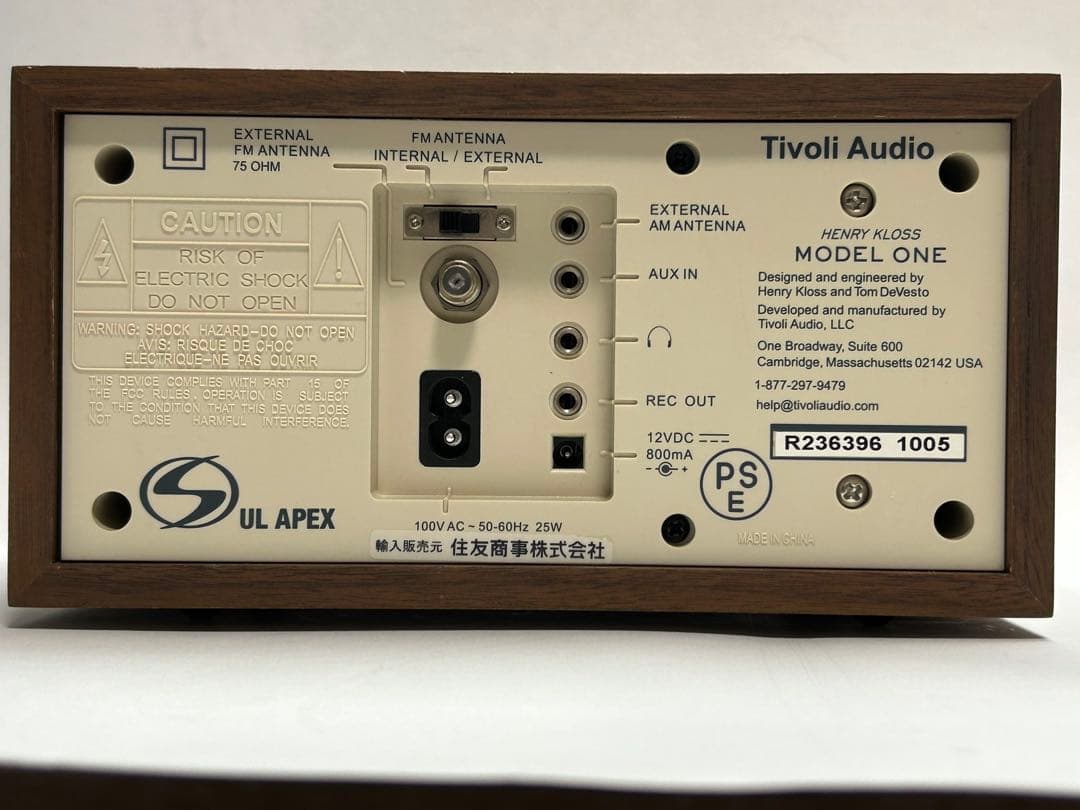 EXTERNAL
FM ANTENNA
75 OHM
FM ANTENNA
INTERNAL / EXTERNAL
CAUTION
RISK OF
ELECTRIC SHOCK
DO NOT OPEN
WARNING: SHOCK HAZARD–DO NOT OPEN
AVIS: RISQUE DE CHOC
ELECTRIQUE–NE PAS OUVRIR
THIS DEVICE COMPLIES WITH PART 15 OF
THE FCC RULES. OPERATION IS SUBJECT
TO THE CONDITION THAT THIS DEVICE DOES
NOT CAUSE HARMFUL INTERFERENCE.
UL APEX
EXTERNAL
AM ANTENNA
AUX IN
REC OUT
12VDC
800mA
- +
100V AC ~ 50-60Hz 25W
輸入販売元 住友商事株式会社
Tivoli Audio
HENRY KLOSS
MODEL ONE
Designed and engineered by
Henry Kloss and Tom DeVesto
Developed and manufactured by
Tivoli Audio, LLC
One Broadway, Suite 600
Cambridge, Massachusetts 02142 USA
1-877-297-9479
help@tivoliaudio.com
R236396 1005
PS
E
MADE IN CHINA